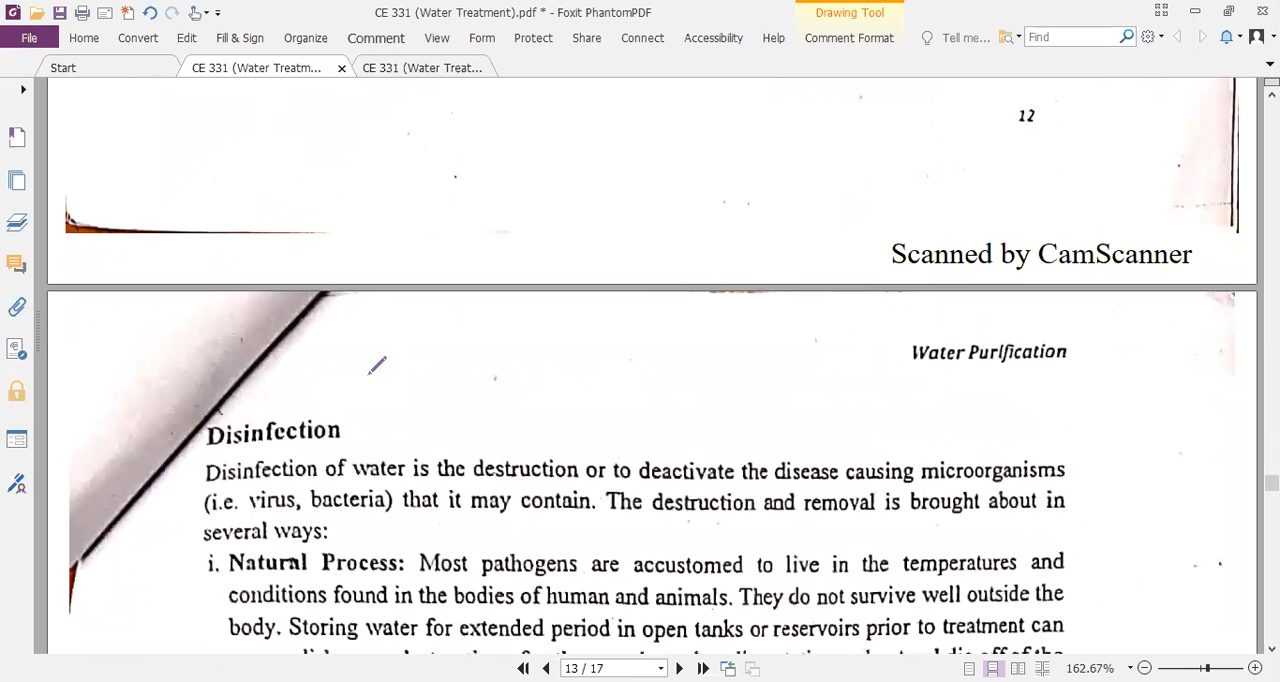 CE 331 (Water Treatment).pdf * - Foxit PhantomPDF
Drawing Tool
File Home Convert Edit Fill & Sign Organize Comment View Form Protect Share Connect Accessibility Help Comment Format Tell me... Find
Start CE 331 (Water Treatm... x CE 331 (Water Treat...
12
Scanned by CamScanner
Water Purification
Disinfection
Disinfection of water is the destruction or to deactivate the disease causing microorganisms
(i.e. virus, bacteria) that it may contain. The destruction and removal is brought about in
several ways:
i. Natural Process: Most pathogens are accustomed to live in the temperatures and
conditions found in the bodies of human and animals. They do not survive well outside the
body. Storing water for extended period in open tanks or reservoirs prior to treatment can
13 / 17
162.67%